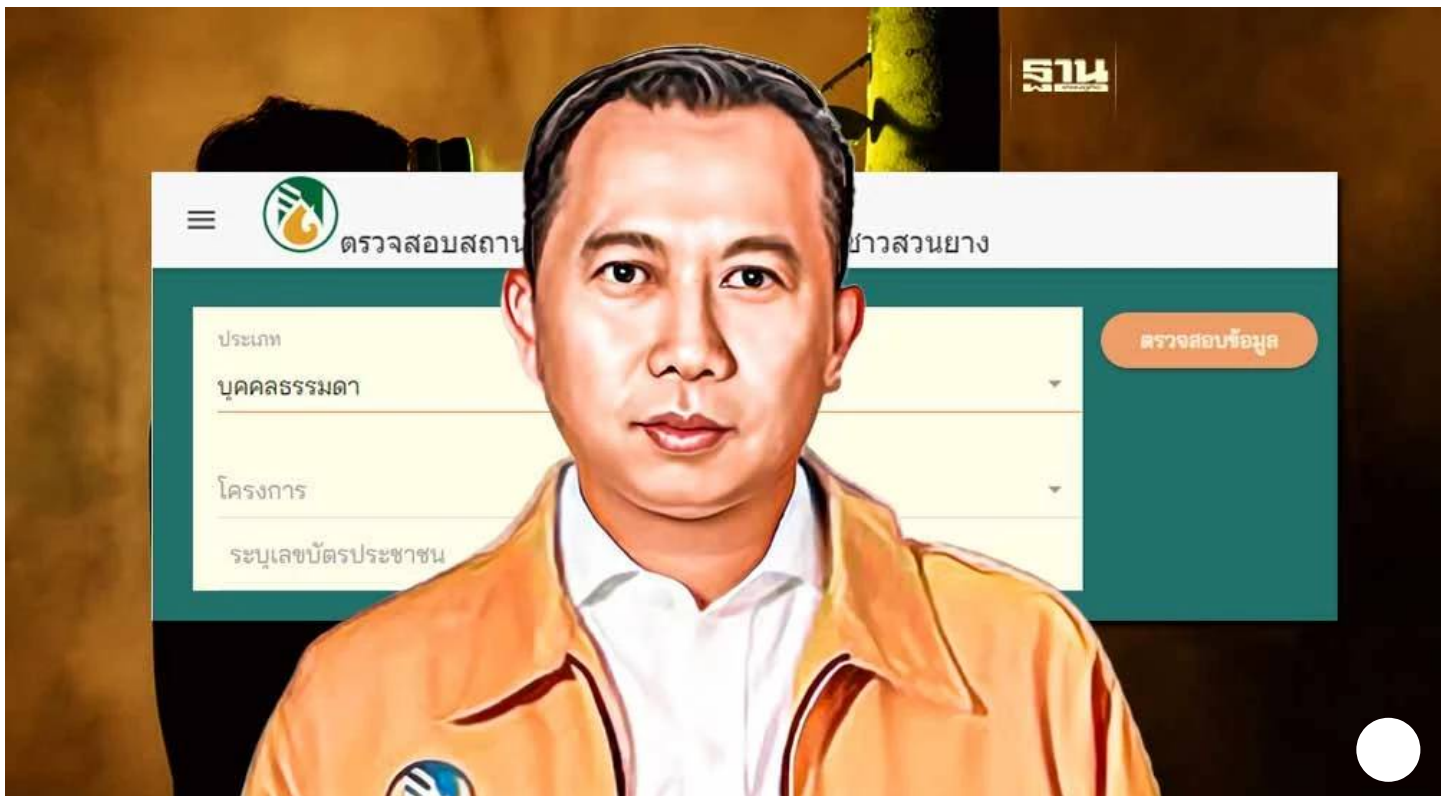 ฐาน
ตรวจสอบสถาน ชาวสวนยาง
ประเภท
บุคคลธรรมดา
ตรวจสอบข้อมูล
โครงการ
ระบุเลขบัตรประชาชน